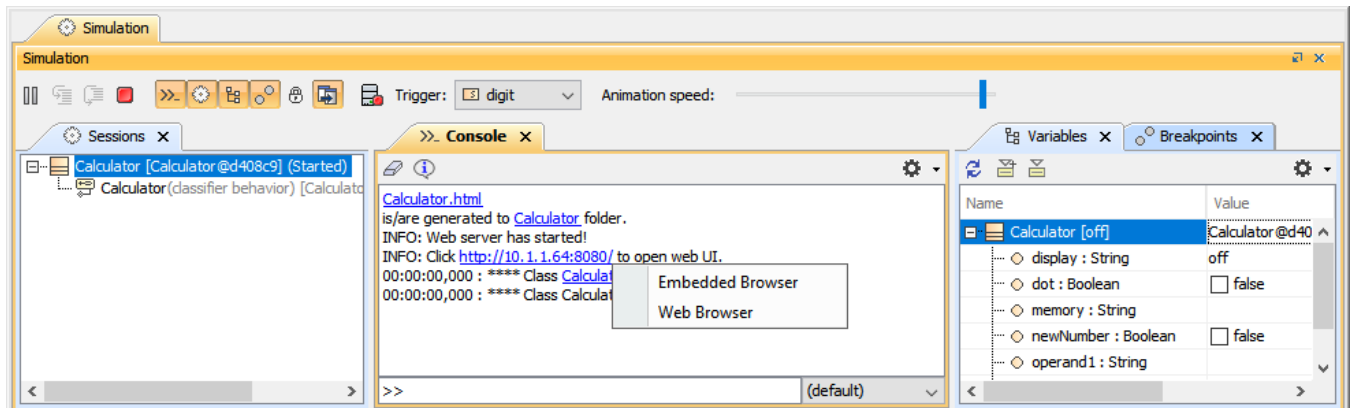 Simulation
Simulation
Trigger: digit Animation speed:
Sessions
Calculator [Calculator@d408c9] (Started)
Calculator(classifier behavior) [Calculato
>>_ Console
Calculator.html
is/are generated to Calculator folder.
INFO: Web server has started!
INFO: Click http://10.1.1.64:8080/ to open web UI.
00:00:00,000 : **** Class Calculat
00:00:00,000 : **** Class Calculat
Embedded Browser
Web Browser
>> (default)
Variables Breakpoints
Name Value
Calculator [off] Calculator@d40
display : String off
dot : Boolean false
memory : String
newNumber : Boolean false
operand1 : String